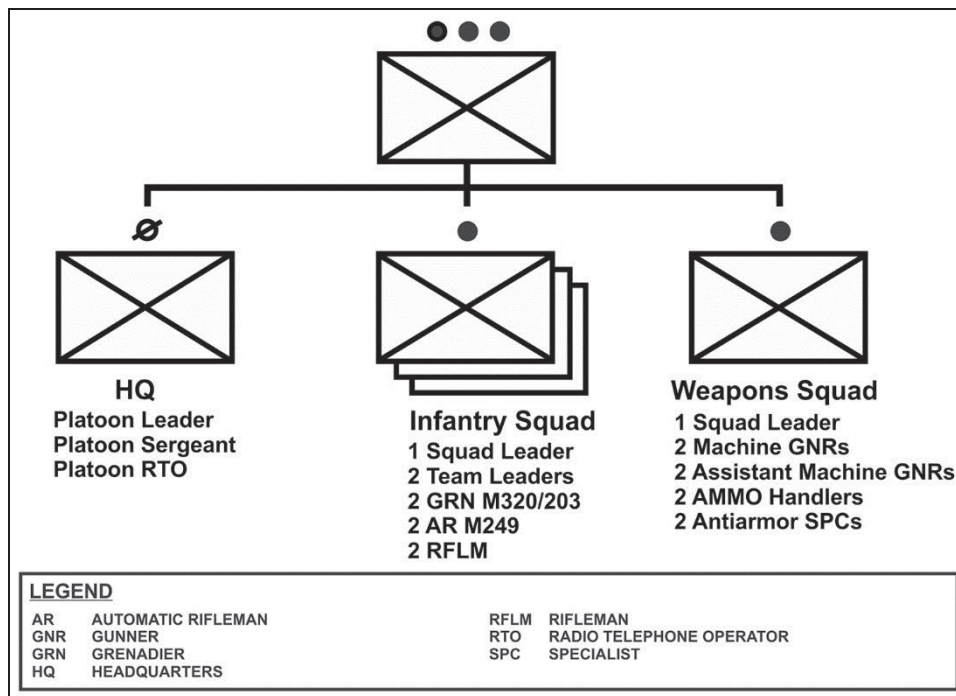 HQ
Platoon Leader
Platoon Sergeant
Platoon RTO
Infantry Squad
1 Squad Leader
2 Team Leaders
2 GRN M320/203
2 AR M249
2 RFLM
Weapons Squad
1 Squad Leader
2 Machine GNRs
2 Assistant Machine GNRs
2 AMMO Handlers
2 Antiarmor SPCs
LEGEND
AR AUTOMATIC RIFLEMAN
GNR GUNNER
GRN GRENADIER
HQ HEADQUARTERS
RFLM RIFLEMAN
RTO RADIO TELEPHONE OPERATOR
SPC SPECIALIST